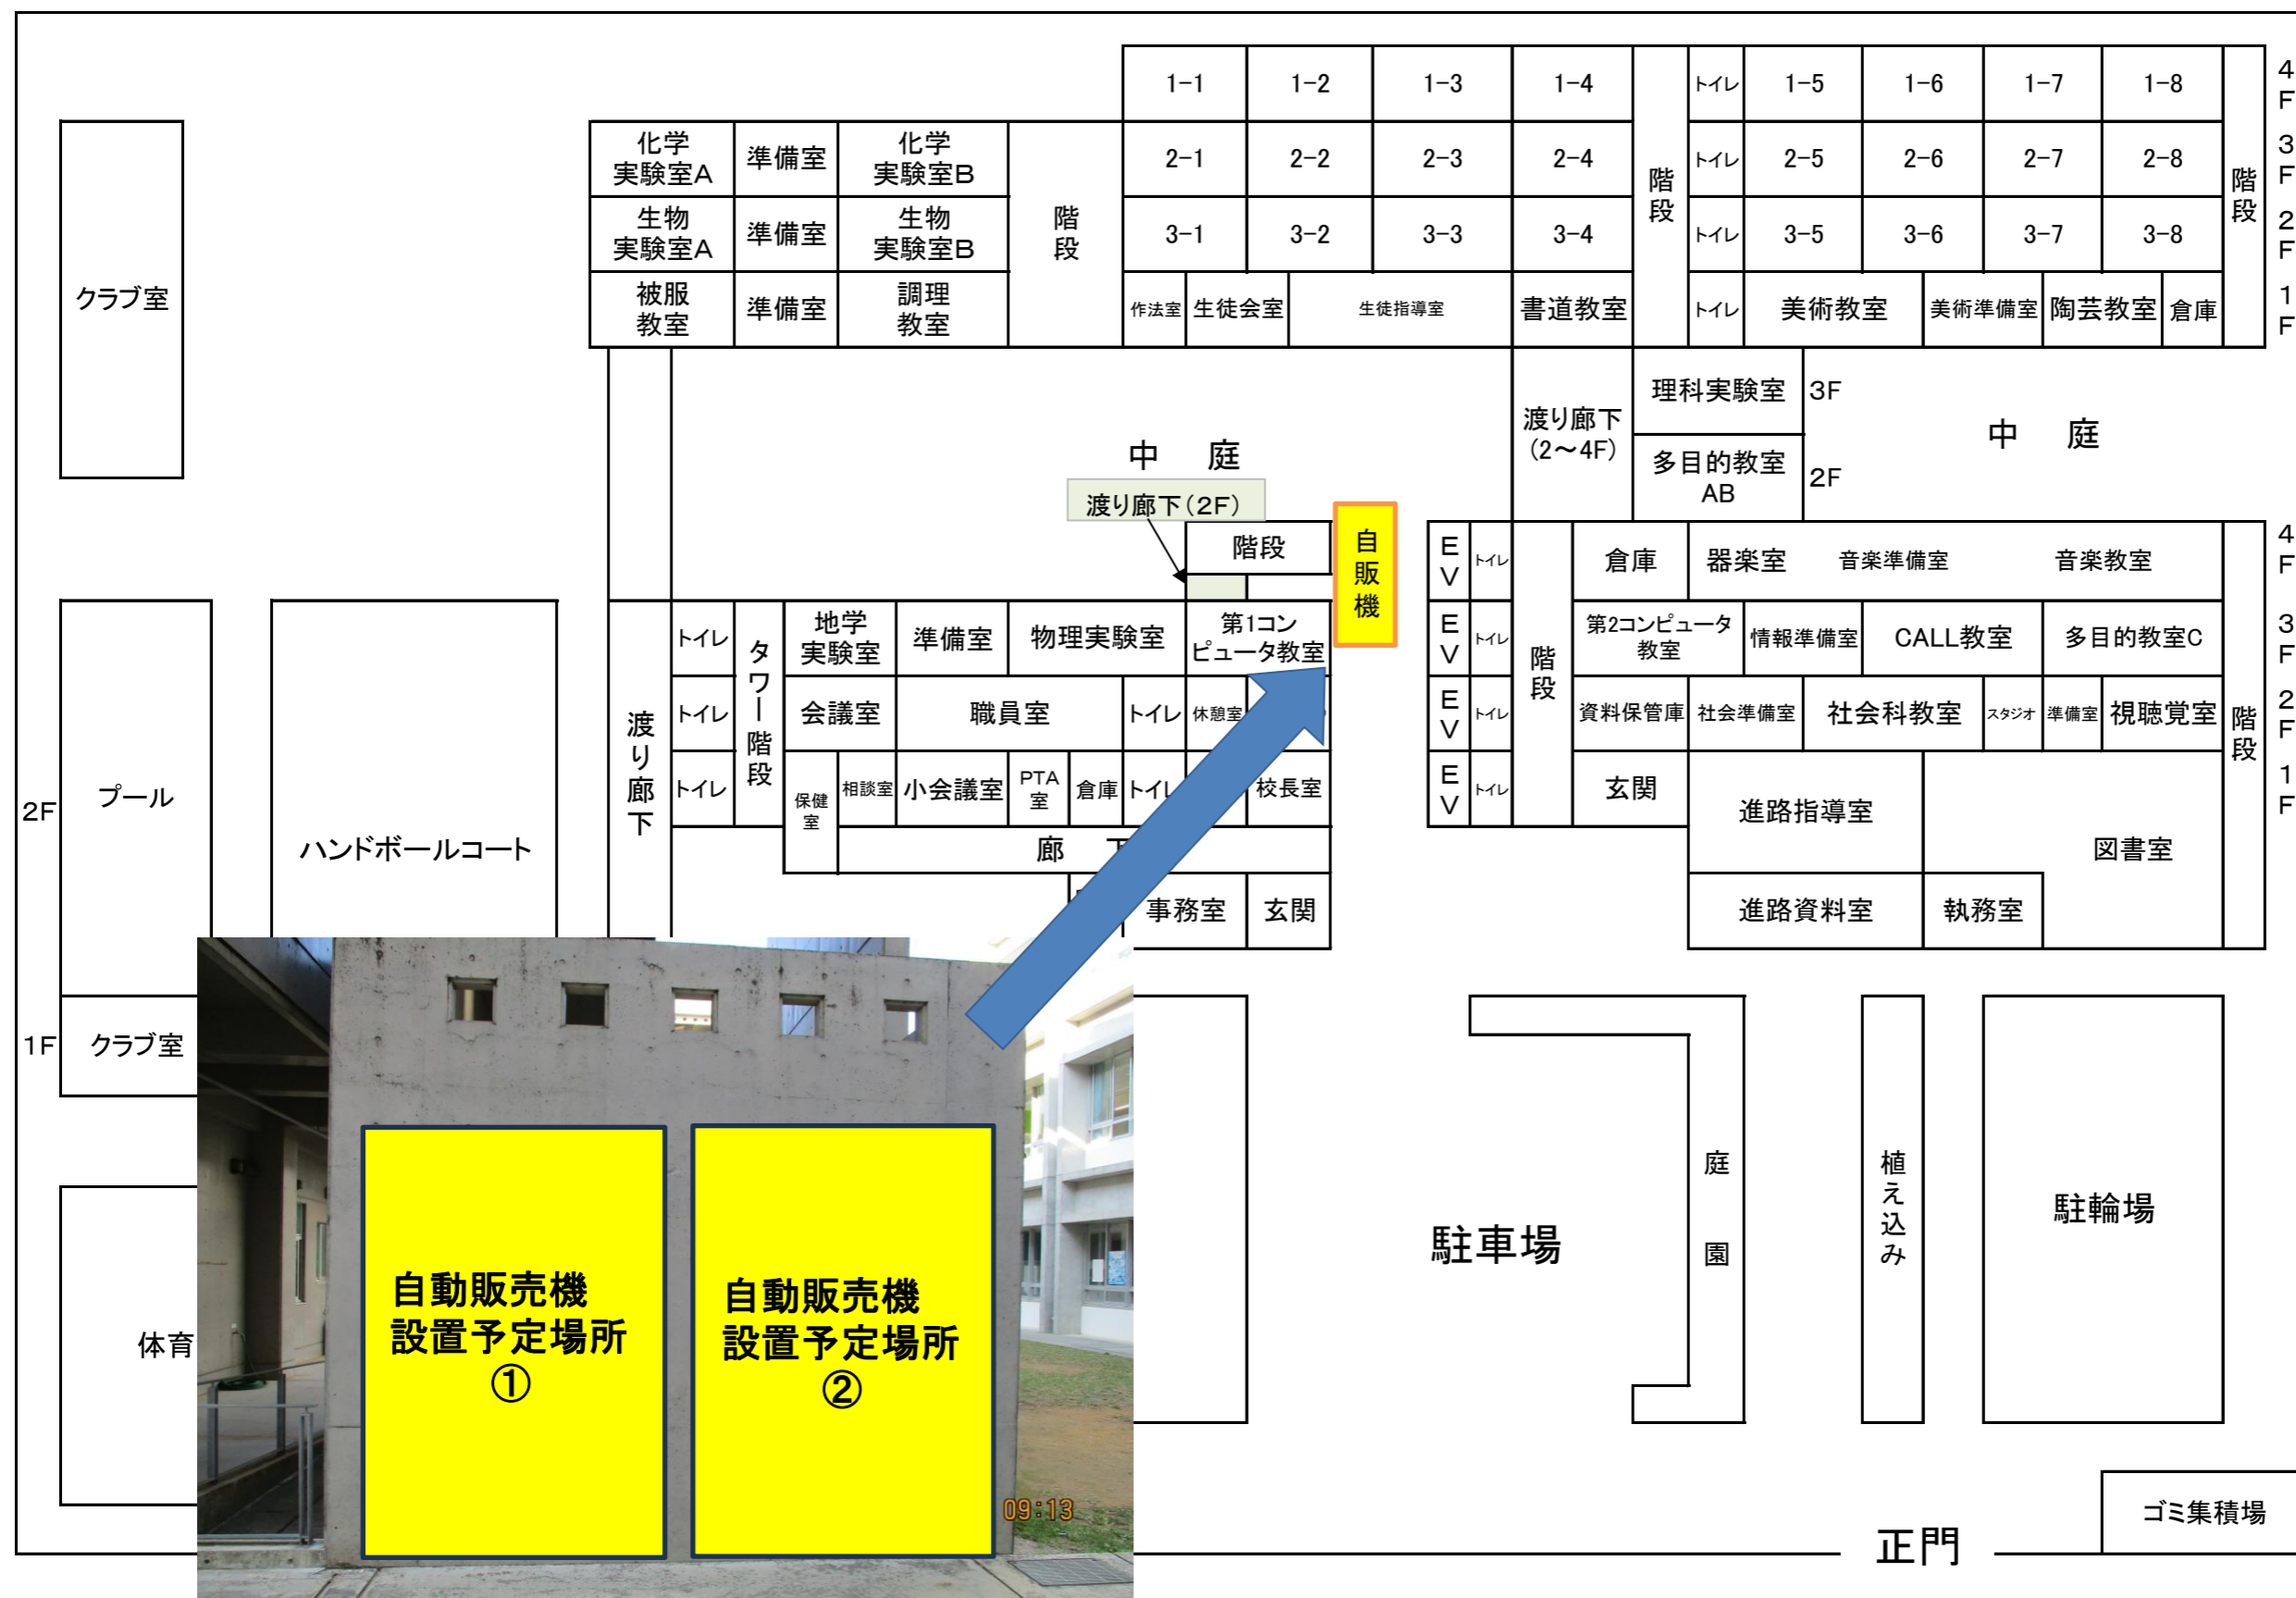 1-1 1-2 1-3 1-4 トイレ 1-5 1-6 1-7 1-8 4F
化学実験室A 準備室 化学実験室B 2-1 2-2 2-3 2-4 トイレ 2-5 2-6 2-7 2-8 3F
階段 階段 階段
生物実験室A 準備室 生物実験室B 3-1 3-2 3-3 3-4 トイレ 3-5 3-6 3-7 3-8 2F
クラブ室
被服教室 準備室 調理教室 作法室 生徒会室 生徒指導室 書道教室 トイレ 美術教室 美術準備室 陶芸教室 倉庫 1F
理科実験室 3F
渡り廊下
(2～4F)
中 庭
中 庭
多目的教室
AB
2F
渡り廊下(2F)
階段
自販機
EV トイレ 倉庫 器楽室 音楽準備室 音楽教室 4F
トイレ 地学実験室 準備室 物理実験室 第1コンピュータ教室 EV トイレ 第2コンピュータ教室 情報準備室 CALL教室 多目的教室C 3F
タワー階段
階段
階段
トイレ 会議室 職員室 トイレ 休憩室 EV トイレ 資料保管庫 社会準備室 社会科教室 スタジオ 準備室 視聴覚室 2F
渡り廊下
トイレ 保健室 相談室 小会議室 PTA室 倉庫 トイレ 校長室 EV トイレ 玄関 進路指導室 図書室 1F
2F プール
ハンドボールコート
廊
事務室 玄関
進路資料室 執務室
1F クラブ室
体育
自動販売機
設置予定場所
①
自動販売機
設置予定場所
②
09:13
駐車場
庭 園
植え込み
駐輪場
ゴミ集積場
正門